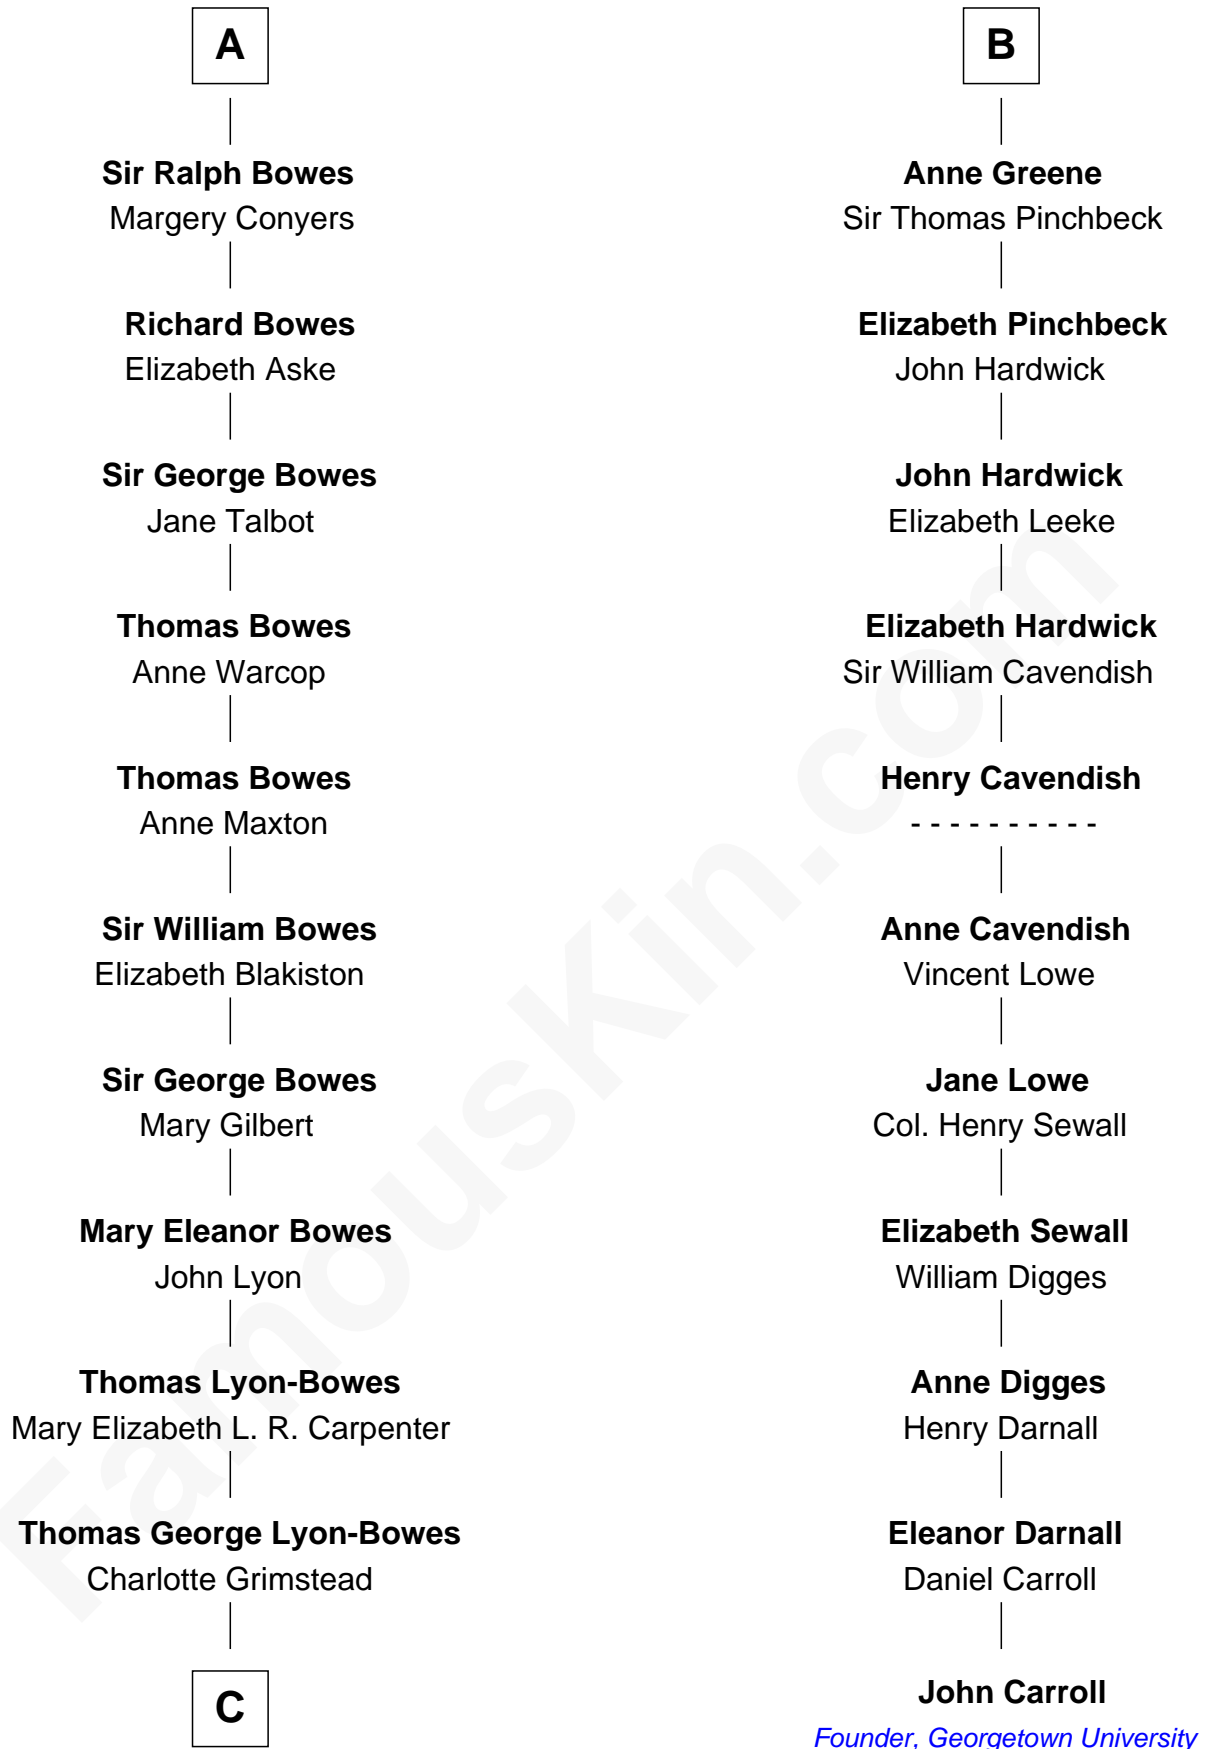 A
Sir Ralph Bowes
Margery Conyers
Richard Bowes
Elizabeth Aske
Sir George Bowes
Jane Talbot
Thomas Bowes
Anne Warcop
Thomas Bowes
Anne Maxton
Sir William Bowes
Elizabeth Blakiston
Sir George Bowes
Mary Gilbert
Mary Eleanor Bowes
John Lyon
Thomas Lyon-Bowes
Mary Elizabeth L. R. Carpenter
Thomas George Lyon-Bowes
Charlotte Grimstead
C
B
Anne Greene
Sir Thomas Pinchbeck
Elizabeth Pinchbeck
John Hardwick
John Hardwick
Elizabeth Leeke
Elizabeth Hardwick
Sir William Cavendish
Henry Cavendish
- - - - - - - - - -
Anne Cavendish
Vincent Lowe
Jane Lowe
Col. Henry Sewall
Elizabeth Sewall
William Digges
Anne Digges
Henry Darnall
Eleanor Darnall
Daniel Carroll
John Carroll
Founder, Georgetown University
FamousKin.com